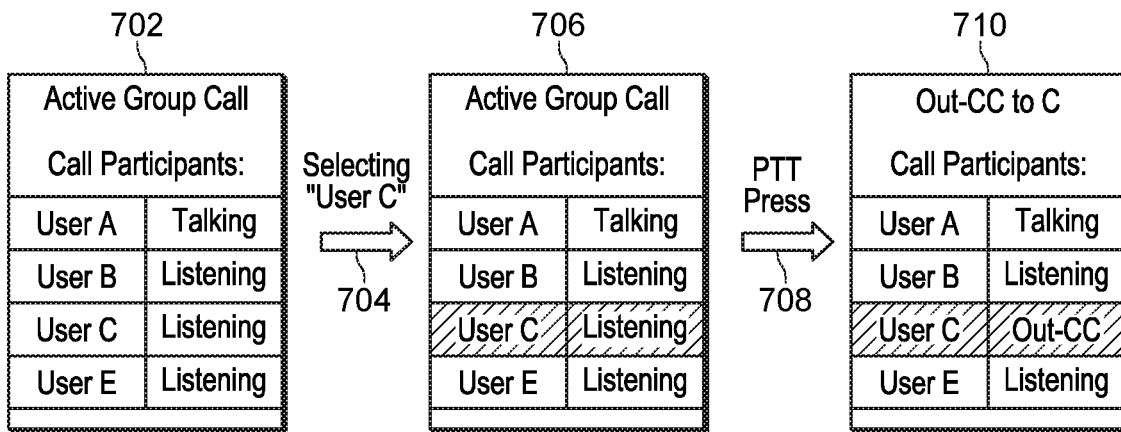 702
706
710
Active Group Call
Call Participants:
User A Talking
User B Listening
User C Listening
User E Listening
Selecting
"User C"
704
Active Group Call
Call Participants:
User A Talking
User B Listening
User C Listening
User E Listening
PTT
Press
708
Out-CC to C
Call Participants:
User A Talking
User B Listening
User C Out-CC
User E Listening